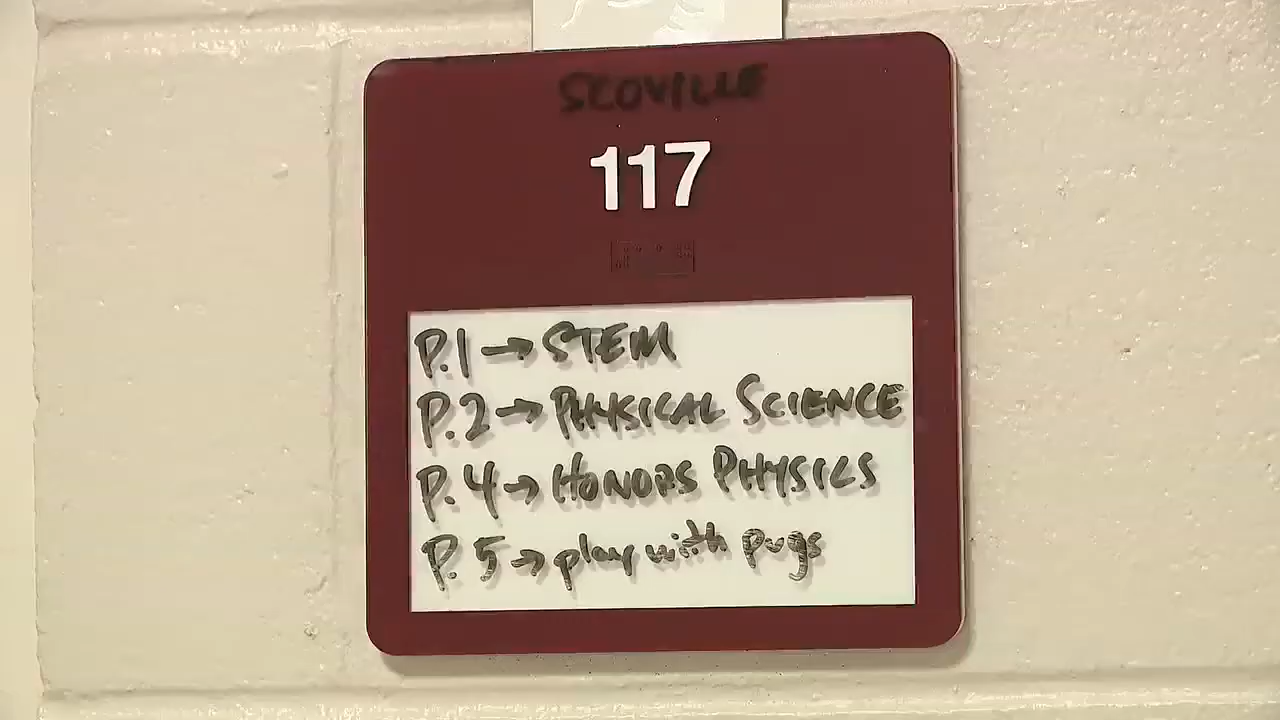 SCOVILLE
117
P.1 → STEM
P.2 → PHYSICAL SCIENCE
P.4 → HONORS PHYSICS
P.5 → play with pugs